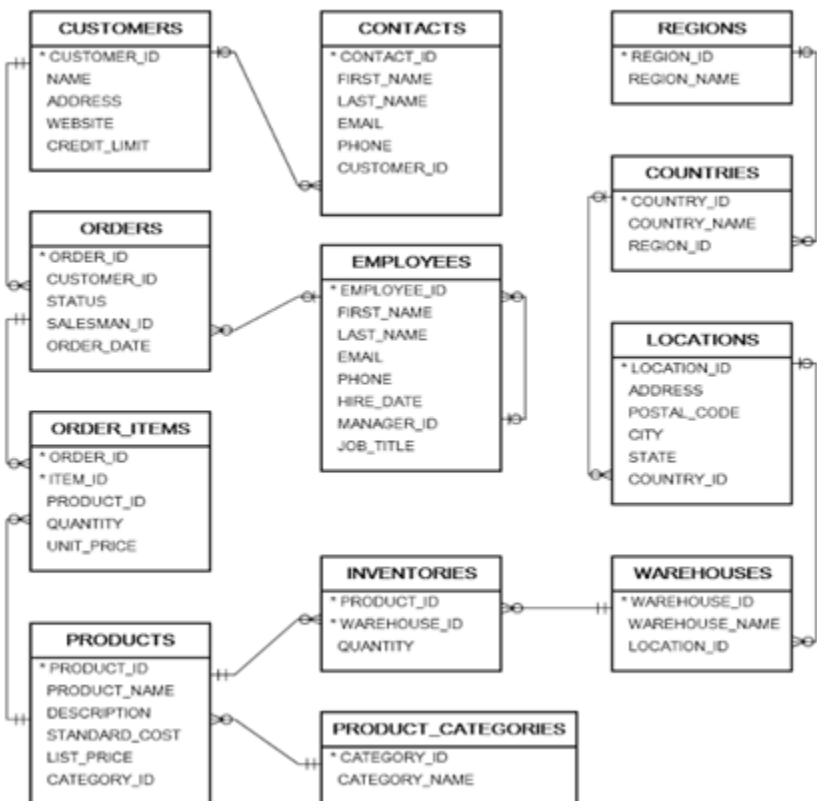 CUSTOMERS
* CUSTOMER_ID
NAME
ADDRESS
WEBSITE
CREDIT_LIMIT
CONTACTS
* CONTACT_ID
FIRST_NAME
LAST_NAME
EMAIL
PHONE
CUSTOMER_ID
REGIONS
* REGION_ID
REGION_NAME
COUNTRIES
* COUNTRY_ID
COUNTRY_NAME
REGION_ID
ORDERS
* ORDER_ID
CUSTOMER_ID
STATUS
SALESMAN_ID
ORDER_DATE
EMPLOYEES
* EMPLOYEE_ID
FIRST_NAME
LAST_NAME
EMAIL
PHONE
HIRE_DATE
MANAGER_ID
JOB_TITLE
LOCATIONS
* LOCATION_ID
ADDRESS
POSTAL_CODE
CITY
STATE
COUNTRY_ID
ORDER_ITEMS
* ORDER_ID
* ITEM_ID
PRODUCT_ID
QUANTITY
UNIT_PRICE
INVENTORIES
* PRODUCT_ID
* WAREHOUSE_ID
QUANTITY
WAREHOUSES
* WAREHOUSE_ID
WAREHOUSE_NAME
LOCATION_ID
PRODUCTS
* PRODUCT_ID
PRODUCT_NAME
DESCRIPTION
STANDARD_COST
LIST_PRICE
CATEGORY_ID
PRODUCT_CATEGORIES
* CATEGORY_ID
CATEGORY_NAME